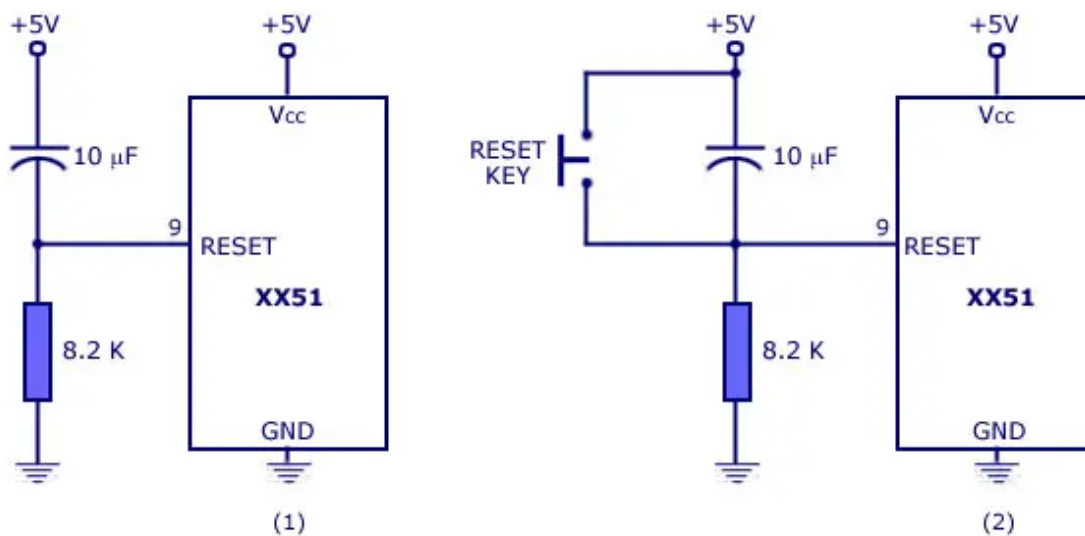 +5V
+5V
Vcc
10 μF
9
RESET
XX51
8.2 K
GND
(1)
+5V
+5V
Vcc
RESET
KEY
10 μF
9
RESET
XX51
8.2 K
GND
(2)